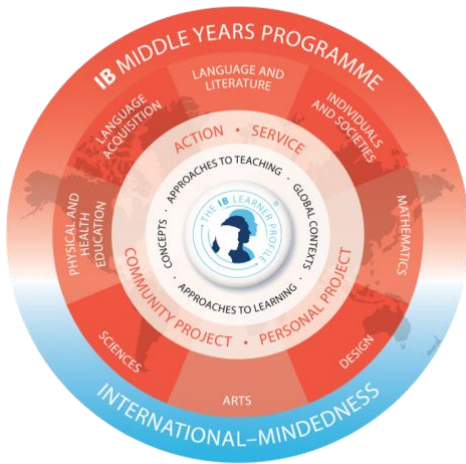 IB MIDDLE YEARS PROGRAMME
LANGUAGE
ACQUISITION
LANGUAGE AND
LITERATURE
INDIVIDUALS
AND SOCIETIES
PHYSICAL AND
HEALTH
EDUCATION
MATHEMATICS
SCIENCES
ARTS
DESIGN
ACTION • SERVICE
COMMUNITY PROJECT • PERSONAL PROJECT
APPROACHES TO TEACHING ·
GLOBAL CONTEXTS ·
APPROACHES TO LEARNING ·
CONCEPTS ·
THE IB LEARNER PROFILE
®
INTERNATIONAL–MINDEDNESS